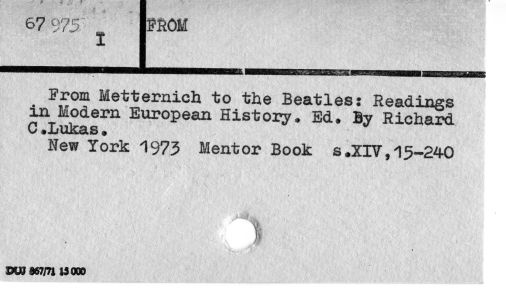 67 975
I
FROM
From Metternich to the Beatles: Readings
in Modern European History. Ed. By Richard
C.Lukas.
New York 1973 Mentor Book s.XIV,15-240
DUJ 867/71 15 000